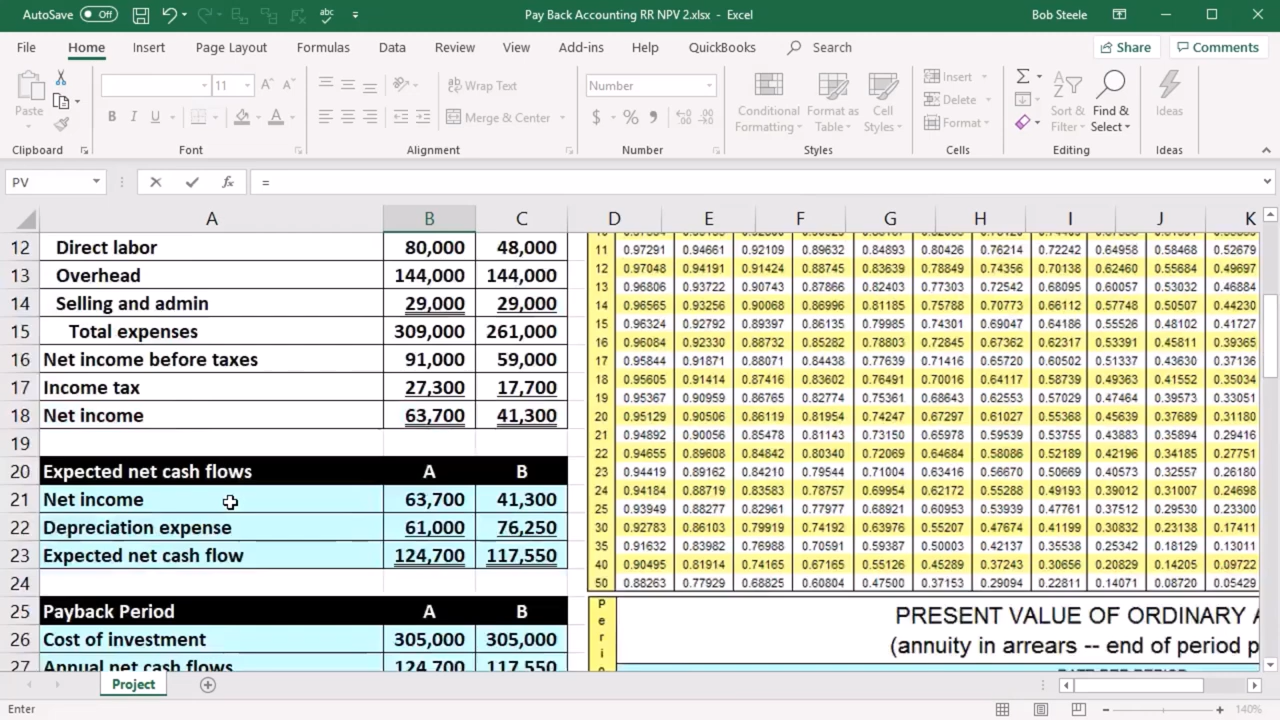 AutoSave Off Pay Back Accounting RR NPV 2.xlsx - Excel Bob Steele
File Home Insert Page Layout Formulas Data Review View Add-ins Help QuickBooks Search Share Comments
Paste Clipboard
11 B I U Font
Wrap Text Merge & Center Alignment
Number $ % Number
Conditional Formatting Format as Table Cell Styles Styles
Insert Delete Format Cells
Sort & Filter Find & Select Editing
Ideas Ideas
PV fx =
A B C D E F G H I J K
12 Direct labor 80,000 48,000
13 Overhead 144,000 144,000
14 Selling and admin 29,000 29,000
15 Total expenses 309,000 261,000
16 Net income before taxes 91,000 59,000
17 Income tax 27,300 17,700
18 Net income 63,700 41,300
19
20 Expected net cash flows A B
21 Net income 63,700 41,300
22 Depreciation expense 61,000 76,250
23 Expected net cash flow 124,700 117,550
24
25 Payback Period A B
26 Cost of investment 305,000 305,000
27 Annual net cash flows 124,700 117,550
11 0.97291 0.94661 0.92109 0.89632 0.84893 0.80426 0.76214 0.72242 0.64958 0.58468 0.52679
12 0.97048 0.94191 0.91424 0.88745 0.83639 0.78849 0.74356 0.70138 0.62460 0.55684 0.49697
13 0.96806 0.93722 0.90743 0.87866 0.82403 0.77303 0.72542 0.68095 0.60057 0.53032 0.46884
14 0.96565 0.93256 0.90068 0.86996 0.81185 0.75788 0.70773 0.66112 0.57748 0.50507 0.44230
15 0.96324 0.92792 0.89397 0.86135 0.79985 0.74301 0.69047 0.64186 0.55526 0.48102 0.41727
16 0.96084 0.92330 0.88732 0.85282 0.78803 0.72845 0.67362 0.62317 0.53391 0.45811 0.39365
17 0.95844 0.91871 0.88071 0.84438 0.77639 0.71416 0.65720 0.60502 0.51337 0.43630 0.37136
18 0.95605 0.91414 0.87416 0.83602 0.76491 0.70016 0.64117 0.58739 0.49363 0.41552 0.35034
19 0.95367 0.90959 0.86765 0.82774 0.75361 0.68643 0.62553 0.57029 0.47464 0.39573 0.33051
20 0.95129 0.90506 0.86119 0.81954 0.74247 0.67297 0.61027 0.55368 0.45639 0.37689 0.31180
21 0.94892 0.90056 0.85478 0.81143 0.73150 0.65978 0.59539 0.53755 0.43883 0.35894 0.29416
22 0.94655 0.89608 0.84842 0.80340 0.72069 0.64684 0.58086 0.52189 0.42196 0.34185 0.27751
23 0.94419 0.89162 0.84210 0.79544 0.71004 0.63416 0.56670 0.50669 0.40573 0.32557 0.26180
24 0.94184 0.88719 0.83583 0.78757 0.69954 0.62172 0.55288 0.49193 0.39012 0.31007 0.24698
25 0.93949 0.88277 0.82961 0.77977 0.68921 0.60953 0.53939 0.47761 0.37512 0.29530 0.23300
30 0.92783 0.86103 0.79919 0.74192 0.63976 0.55207 0.47674 0.41199 0.30832 0.23138 0.17411
35 0.91632 0.83982 0.76988 0.70591 0.59387 0.50003 0.42137 0.35538 0.25342 0.18129 0.13011
40 0.90495 0.81914 0.74165 0.67165 0.55126 0.45289 0.37243 0.30656 0.20829 0.14205 0.09722
50 0.88263 0.77929 0.68825 0.60804 0.47500 0.37153 0.29094 0.22811 0.14071 0.08720 0.05429
P
e
r
i
PRESENT VALUE OF ORDINARY A
(annuity in arrears -- end of period p
Project
Enter 140%